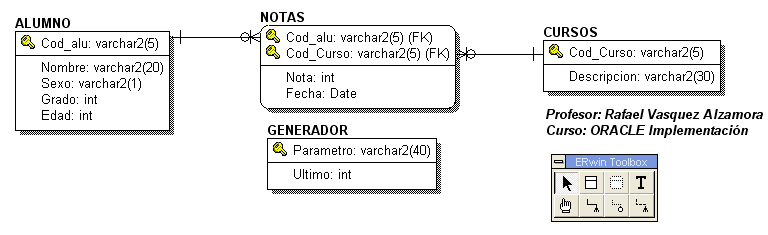 ALUMNO
Cod_alu: varchar2(5)
Nombre: varchar2(20)
Sexo: varchar2(1)
Grado: int
Edad: int
NOTAS
Cod_alu: varchar2(5) (FK)
Cod_Curso: varchar2(5) (FK)
Nota: int
Fecha: Date
CURSOS
Cod_Curso: varchar2(5)
Descripcion: varchar2(30)
GENERADOR
Parametro: varchar2(40)
Ultimo: int
Profesor: Rafael Vasquez Alzamora
Curso: ORACLE Implementación
ERwin Toolbox
T